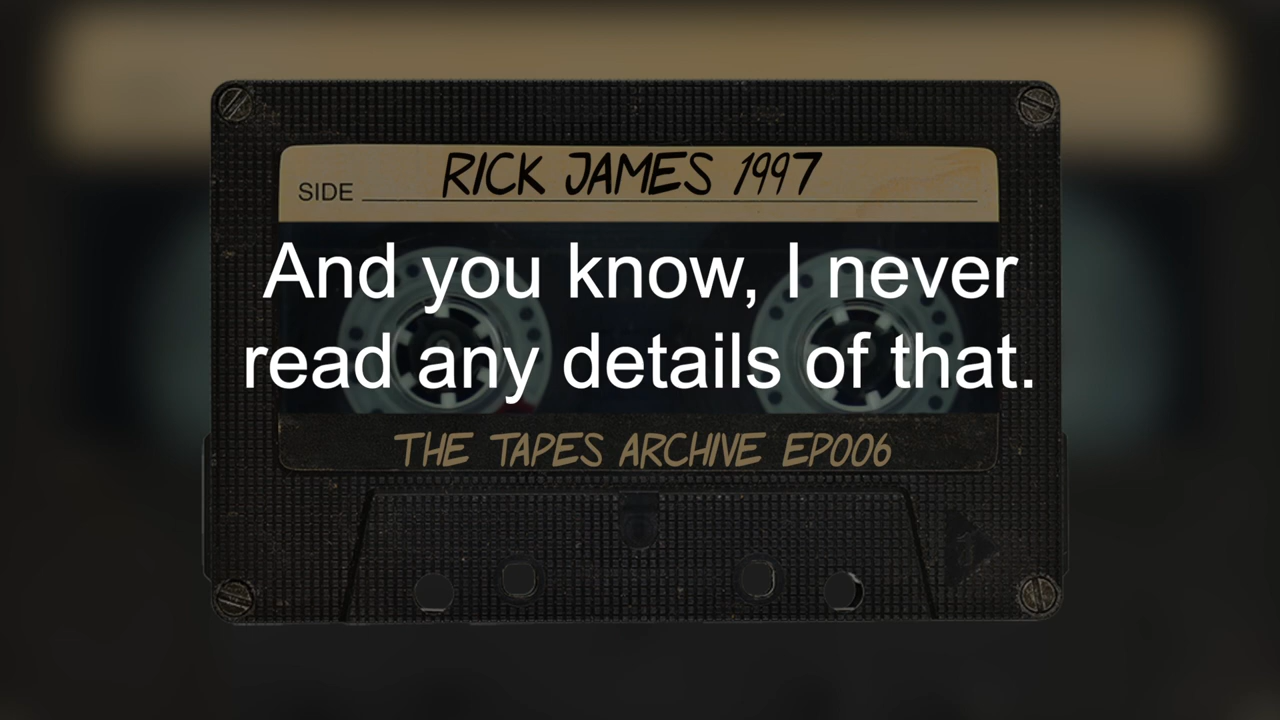 RICK JAMES 1997
SIDE
And you know, I never
read any details of that.
THE TAPES ARCHIVE EP006